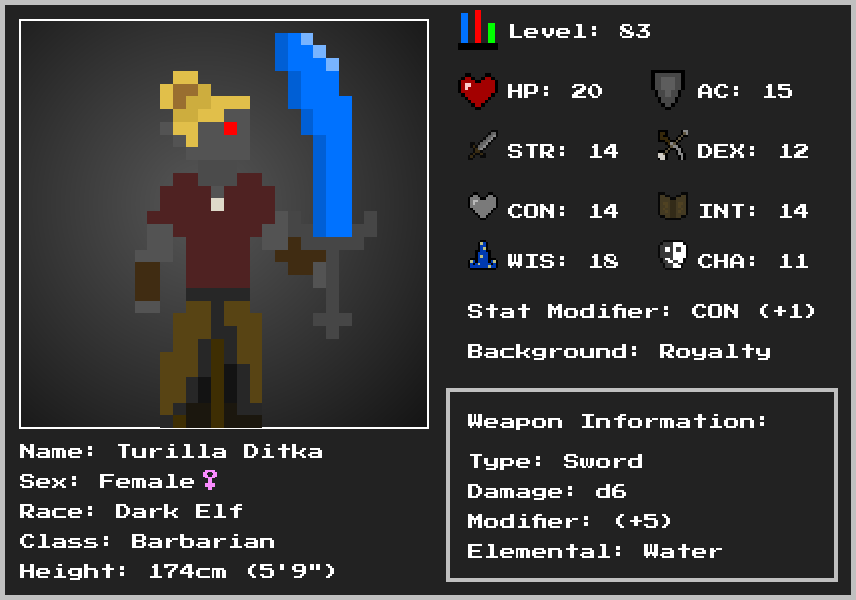 Level: 83
HP: 20
AC: 15
STR: 14
DEX: 12
CON: 14
INT: 14
WIS: 18
CHA: 11
Stat Modifier: CON (+1)
Background: Royalty
Weapon Information:
Type: Sword
Damage: d6
Modifier: (+5)
Elemental: Water
Name: Turilla Ditka
Sex: Female♀
Race: Dark Elf
Class: Barbarian
Height: 174cm (5'9")